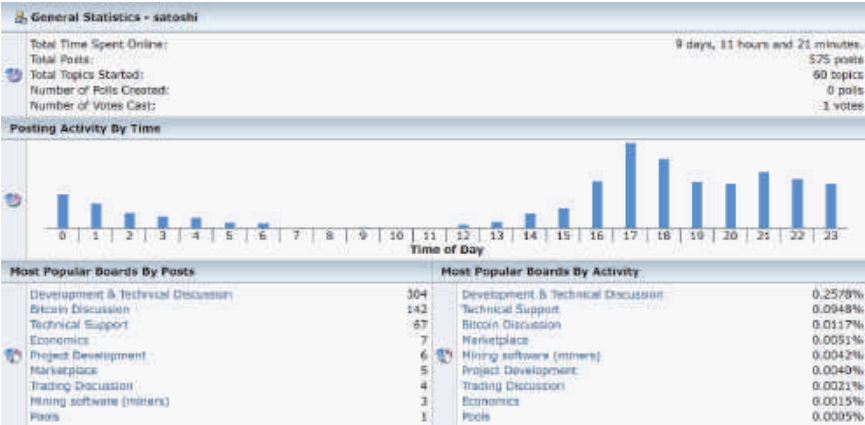 General Statistics - satoshi
Total Time Spent Online: 9 days, 11 hours and 21 minutes.
Total Posts: 575 posts
Total Topics Started: 60 topics
Number of Polls Created: 0 polls
Number of Votes Cast: 1 votes
Posting Activity By Time
0 1 2 3 4 5 6 7 8 9 10 11 12 13 14 15 16 17 18 19 20 21 22 23
Time of Day
Most Popular Boards By Posts
Development & Technical Discussion 304
Bitcoin Discussion 142
Technical Support 67
Economics 7
Project Development 6
Marketplace 5
Trading Discussion 4
Mining software (miners) 3
Pools 1
Most Popular Boards By Activity
Development & Technical Discussion 0.2578%
Technical Support 0.0948%
Bitcoin Discussion 0.0117%
Marketplace 0.0051%
Mining software (miners) 0.0042%
Project Development 0.0040%
Trading Discussion 0.0021%
Economics 0.0015%
Pools 0.0005%